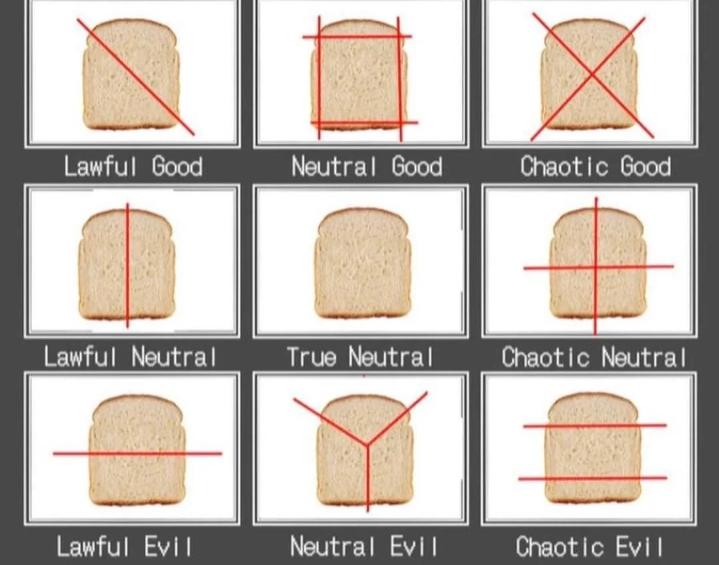 Lawful Good
Neutral Good
Chaotic Good
Lawful Neutral
True Neutral
Chaotic Neutral
Lawful Evil
Neutral Evil
Chaotic Evil